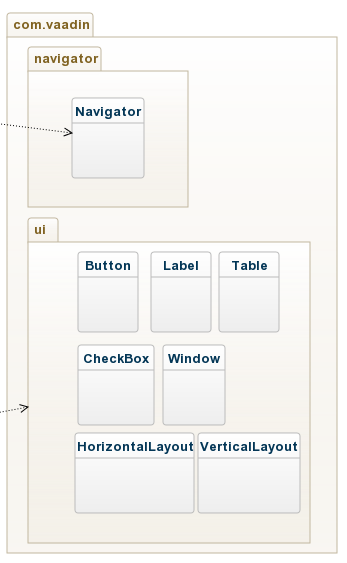 com.vaadin
navigator
Navigator
ui
Button Label Table
CheckBox Window
HorizontalLayout VerticalLayout